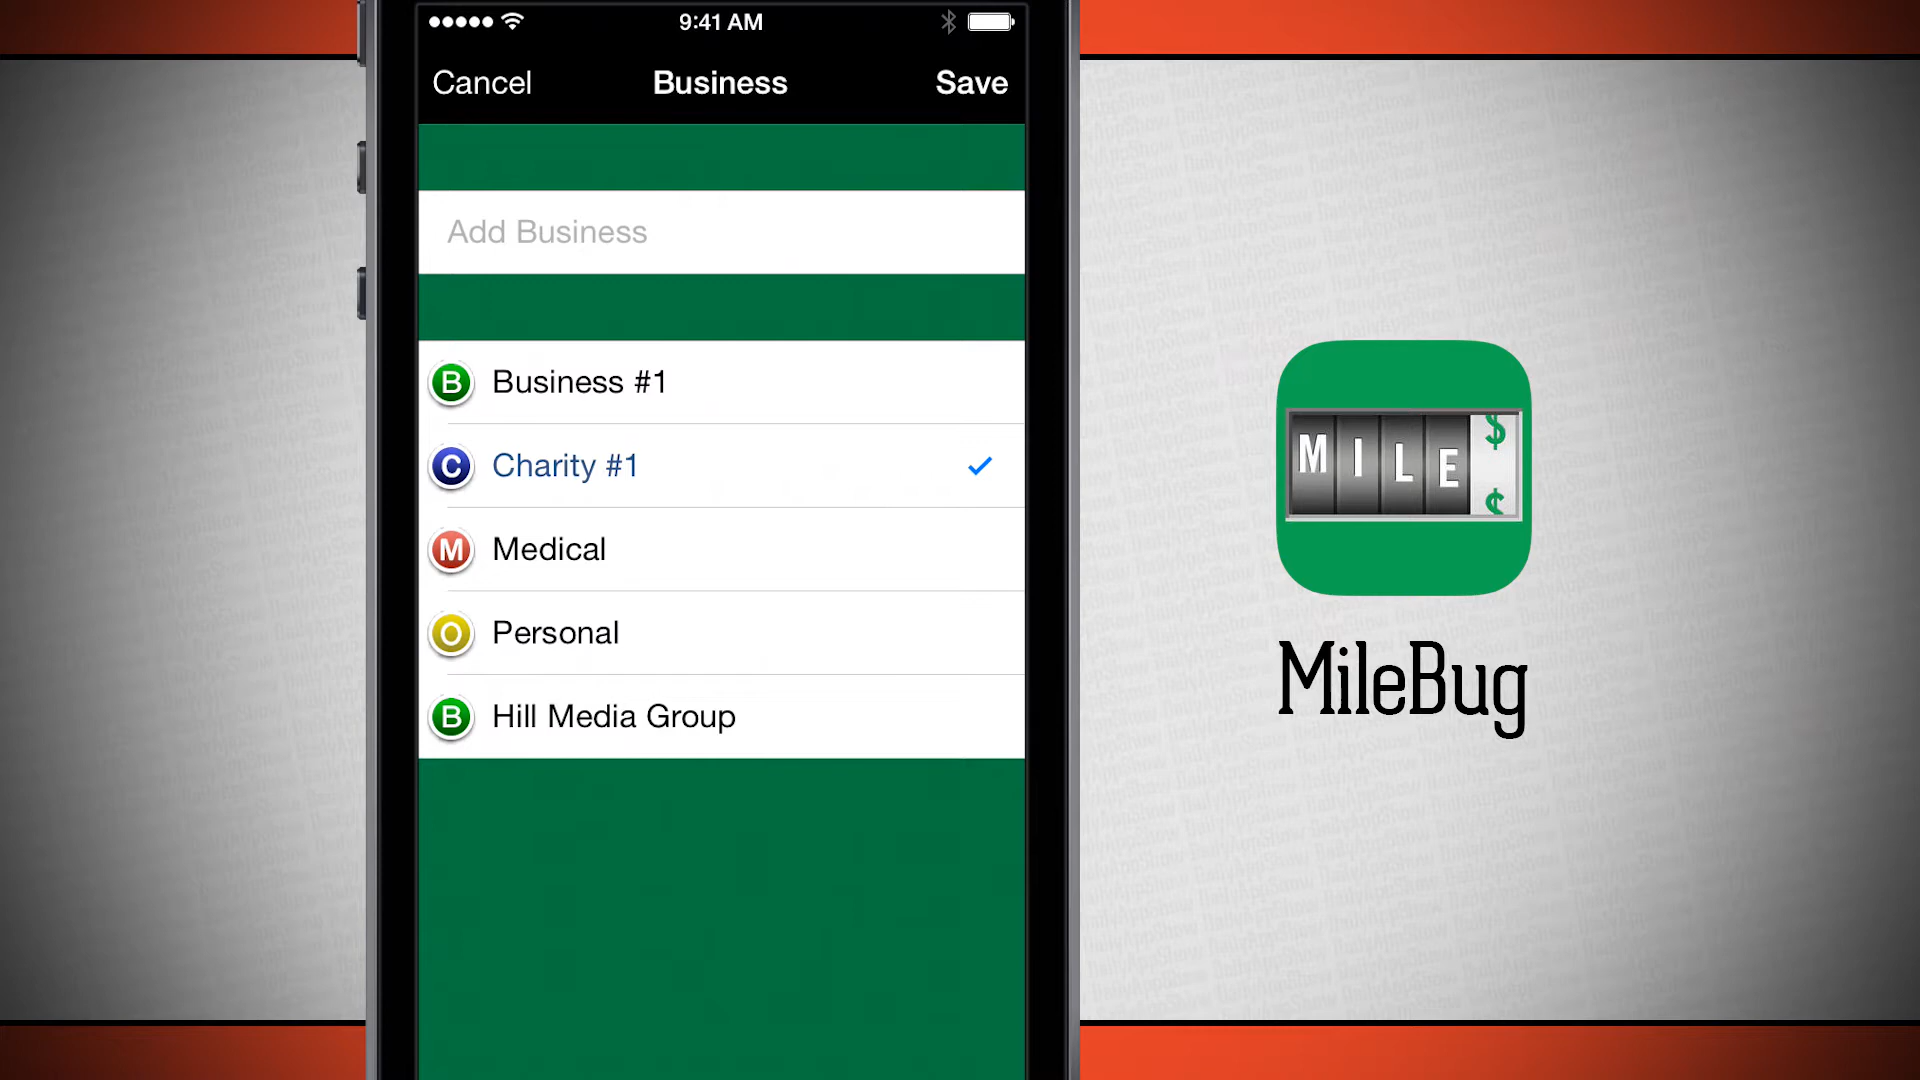 9:41 AM
Cancel Business Save
Add Business
B Business #1
C Charity #1
M Medical
O Personal
B Hill Media Group
MILE $
¢
MileBug